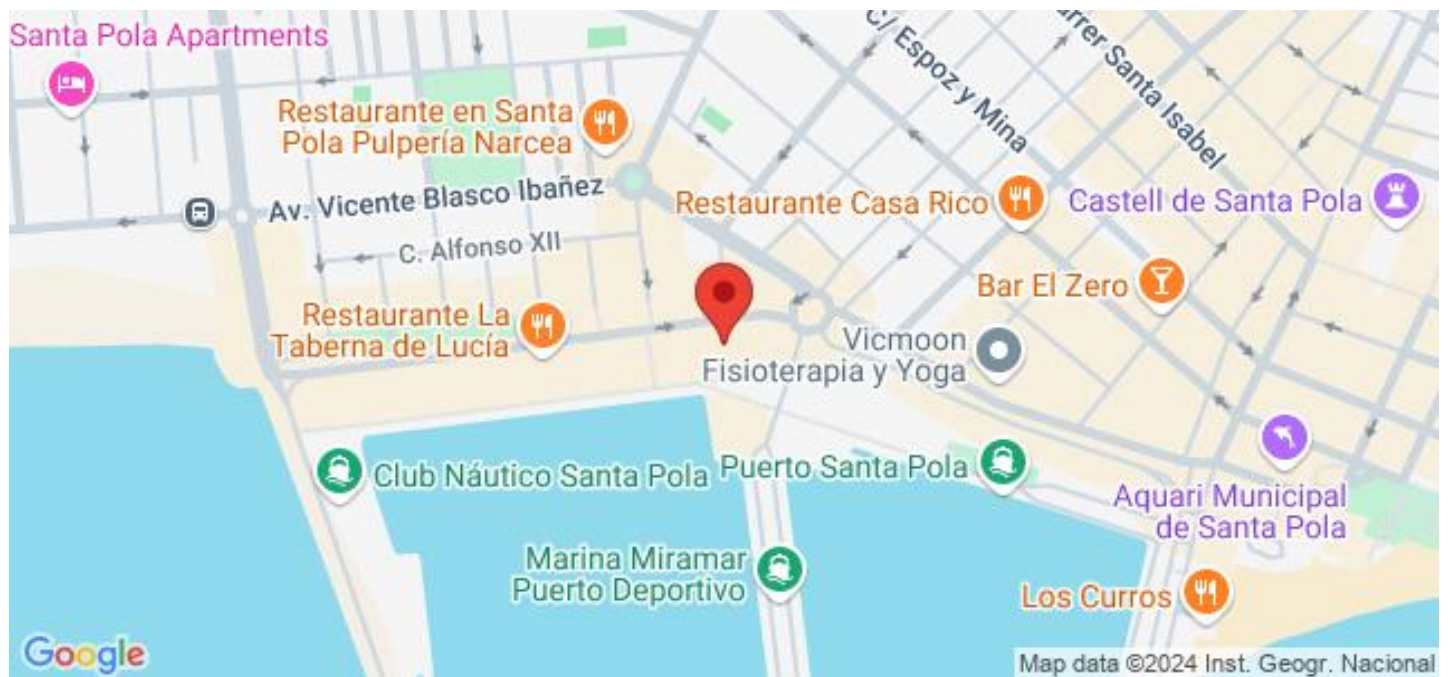 Santa Pola Apartments
C/ Espoz y Mina
Santa Isabel
Restaurante en Santa
Pola Pulpería Narcea
Av. Vicente Blasco Ibañez
Restaurante Casa Rico
Castell de Santa Pola
C. Alfonso XII
Bar El Zero
Restaurante La
Taberna de Lucía
Vicmoon
Fisioterapia y Yoga
Club Náutico Santa Pola
Puerto Santa Pola
Aquari Municipal
de Santa Pola
Marina Miramar
Puerto Deportivo
Los Curros
Google
Map data ©2024 Inst. Geogr. Nacional